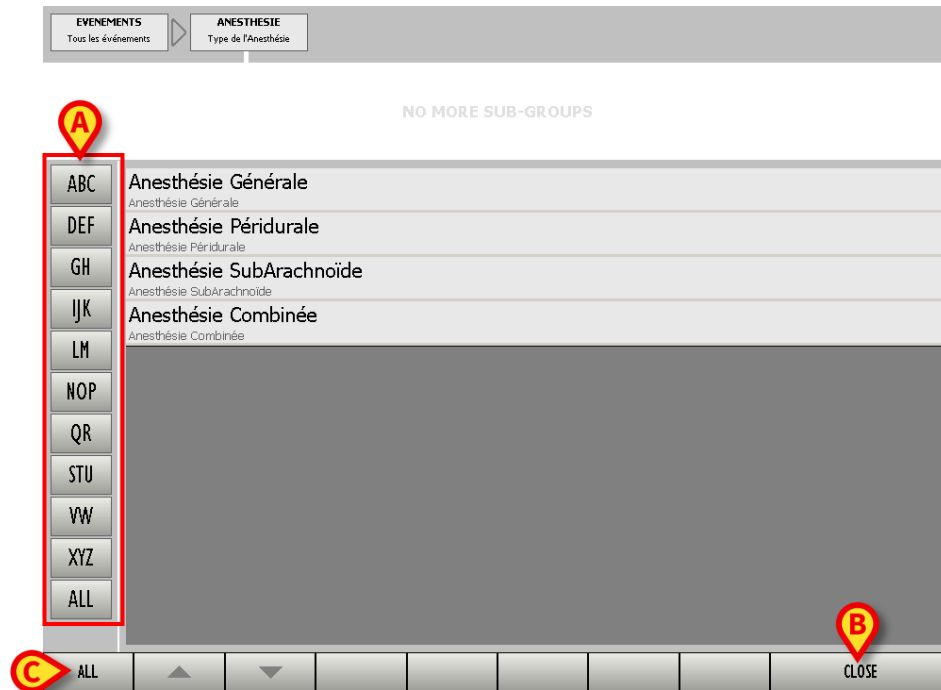 EVENEMENTS
Tous les événements
ANESTHESIE
Type de l'Anesthésie
NO MORE SUB-GROUPS
A
ABC
DEF
GH
IJK
LM
NOP
QR
STU
VW
XYZ
ALL
Anesthésie Générale
Anesthésie Générale
Anesthésie Péridurale
Anesthésie Péridurale
Anesthésie SubArachnoïde
Anesthésie SubArachnoïde
Anesthésie Combinée
Anesthésie Combinée
B
C
ALL
CLOSE